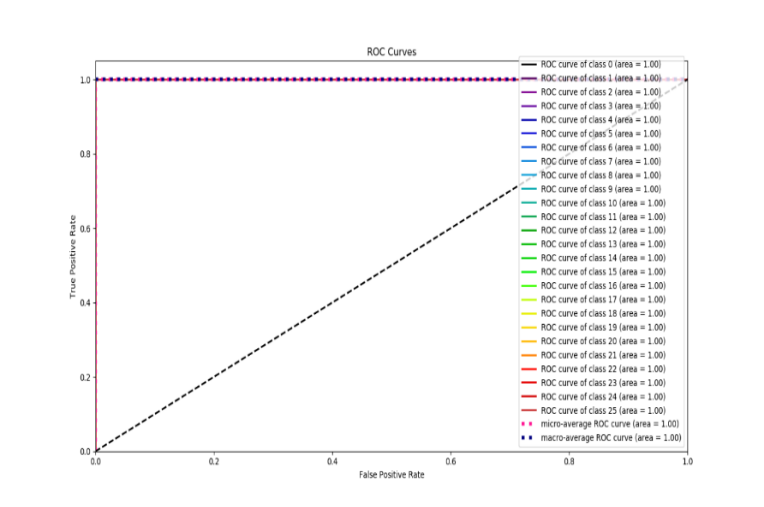 ROC Curves
1.0
0.8
0.6
0.4
0.2
0.0
True Positive Rate
0.0 0.2 0.4 0.6 0.8 1.0
False Positive Rate
ROC curve of class 0 (area = 1.00)
ROC curve of class 1 (area = 1.00)
ROC curve of class 2 (area = 1.00)
ROC curve of class 3 (area = 1.00)
ROC curve of class 4 (area = 1.00)
ROC curve of class 5 (area = 1.00)
ROC curve of class 6 (area = 1.00)
ROC curve of class 7 (area = 1.00)
ROC curve of class 8 (area = 1.00)
ROC curve of class 9 (area = 1.00)
ROC curve of class 10 (area = 1.00)
ROC curve of class 11 (area = 1.00)
ROC curve of class 12 (area = 1.00)
ROC curve of class 13 (area = 1.00)
ROC curve of class 14 (area = 1.00)
ROC curve of class 15 (area = 1.00)
ROC curve of class 16 (area = 1.00)
ROC curve of class 17 (area = 1.00)
ROC curve of class 18 (area = 1.00)
ROC curve of class 19 (area = 1.00)
ROC curve of class 20 (area = 1.00)
ROC curve of class 21 (area = 1.00)
ROC curve of class 22 (area = 1.00)
ROC curve of class 23 (area = 1.00)
ROC curve of class 24 (area = 1.00)
ROC curve of class 25 (area = 1.00)
micro-average ROC curve (area = 1.00)
macro-average ROC curve (area = 1.00)